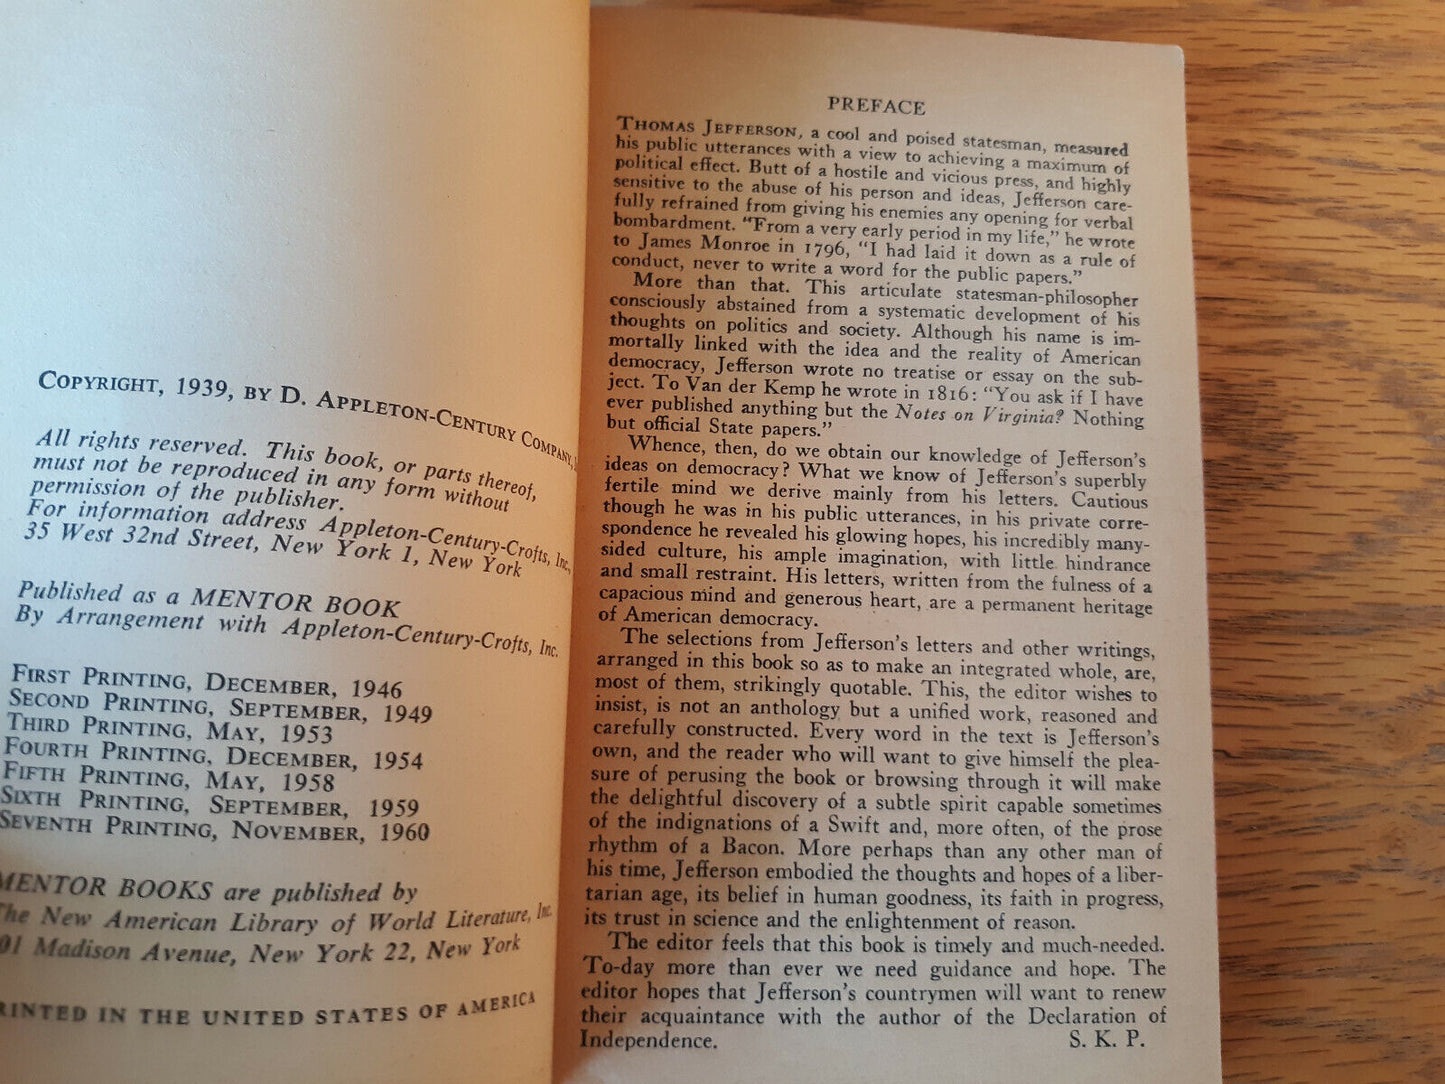 COPYRIGHT, 1939, BY D. APPLETON-CENTURY COMPANY,
All rights reserved. This book, or parts thereof,
must not be reproduced in any form without
permission of the publisher.
For information address Appleton-Century-Crofts, Inc.,
35 West 32nd Street, New York 1, New York
Published as a MENTOR BOOK
By Arrangement with Appleton-Century-Crofts, Inc.
FIRST PRINTING, DECEMBER, 1946
SECOND PRINTING, SEPTEMBER, 1949
THIRD PRINTING, MAY, 1953
FOURTH PRINTING, DECEMBER, 1954
FIFTH PRINTING, MAY, 1958
SIXTH PRINTING, SEPTEMBER, 1959
SEVENTH PRINTING, NOVEMBER, 1960
MENTOR BOOKS are published by
The New American Library of World Literature, Inc.
01 Madison Avenue, New York 22, New York
RINTED IN THE UNITED STATES OF AMERICA
PREFACE
THOMAS JEFFERSON, a cool and poised statesman, measured
his public utterances with a view to achieving a maximum of
political effect. Butt of a hostile and vicious press, and highly
sensitive to the abuse of his person and ideas, Jefferson care-
fully refrained from giving his enemies any opening for verbal
bombardment. "From a very early period in my life," he wrote
to James Monroe in 1796, "I had laid it down as a rule of
conduct, never to write a word for the public papers."
More than that. This articulate statesman-philosopher
consciously abstained from a systematic development of his
thoughts on politics and society. Although his name is im-
mortally linked with the idea and the reality of American
democracy, Jefferson wrote no treatise or essay on the sub-
ject. To Van der Kemp he wrote in 1816: "You ask if I have
ever published anything but the Notes on Virginia? Nothing
but official State papers."
Whence, then, do we obtain our knowledge of Jefferson's
ideas on democracy? What we know of Jefferson's superbly
fertile mind we derive mainly from his letters. Cautious
though he was in his public utterances, in his private corre-
spondence he revealed his glowing hopes, his incredibly many-
sided culture, his ample imagination, with little hindrance
and small restraint. His letters, written from the fulness of a
capacious mind and generous heart, are a permanent heritage
of American democracy.
The selections from Jefferson's letters and other writings,
arranged in this book so as to make an integrated whole, are,
most of them, strikingly quotable. This, the editor wishes to
insist, is not an anthology but a unified work, reasoned and
carefully constructed. Every word in the text is Jefferson's
own, and the reader who will want to give himself the plea-
sure of perusing the book or browsing through it will make
the delightful discovery of a subtle spirit capable sometimes
of the indignations of a Swift and, more often, of the prose
rhythm of a Bacon. More perhaps than any other man of
his time, Jefferson embodied the thoughts and hopes of a liber-
tarian age, its belief in human goodness, its faith in progress,
its trust in science and the enlightenment of reason.
The editor feels that this book is timely and much-needed.
To-day more than ever we need guidance and hope. The
editor hopes that Jefferson's countrymen will want to renew
their acquaintance with the author of the Declaration of
Independence. S. K. P.